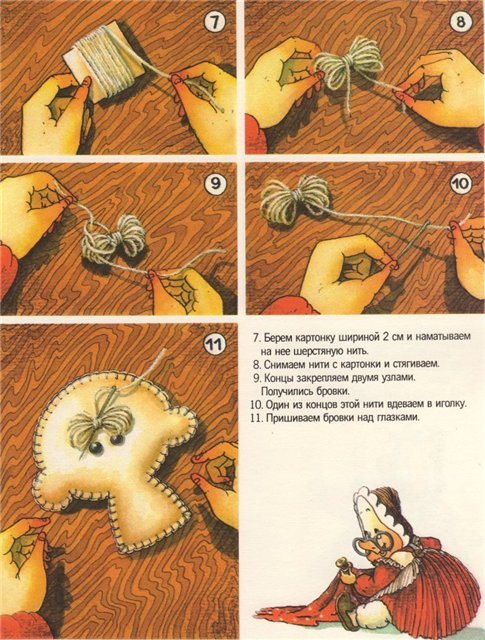 7
8
9
10
11
7. Берем картонку шириной 2 см и наматываем
на нее шерстяную нить.
8. Снимаем нити с картонки и стягиваем.
9. Концы закрепляем двумя узлами.
Получились бровки.
10. Один из концов этой нити вдеваем в иголку.
11. Пришиваем бровки над глазками.